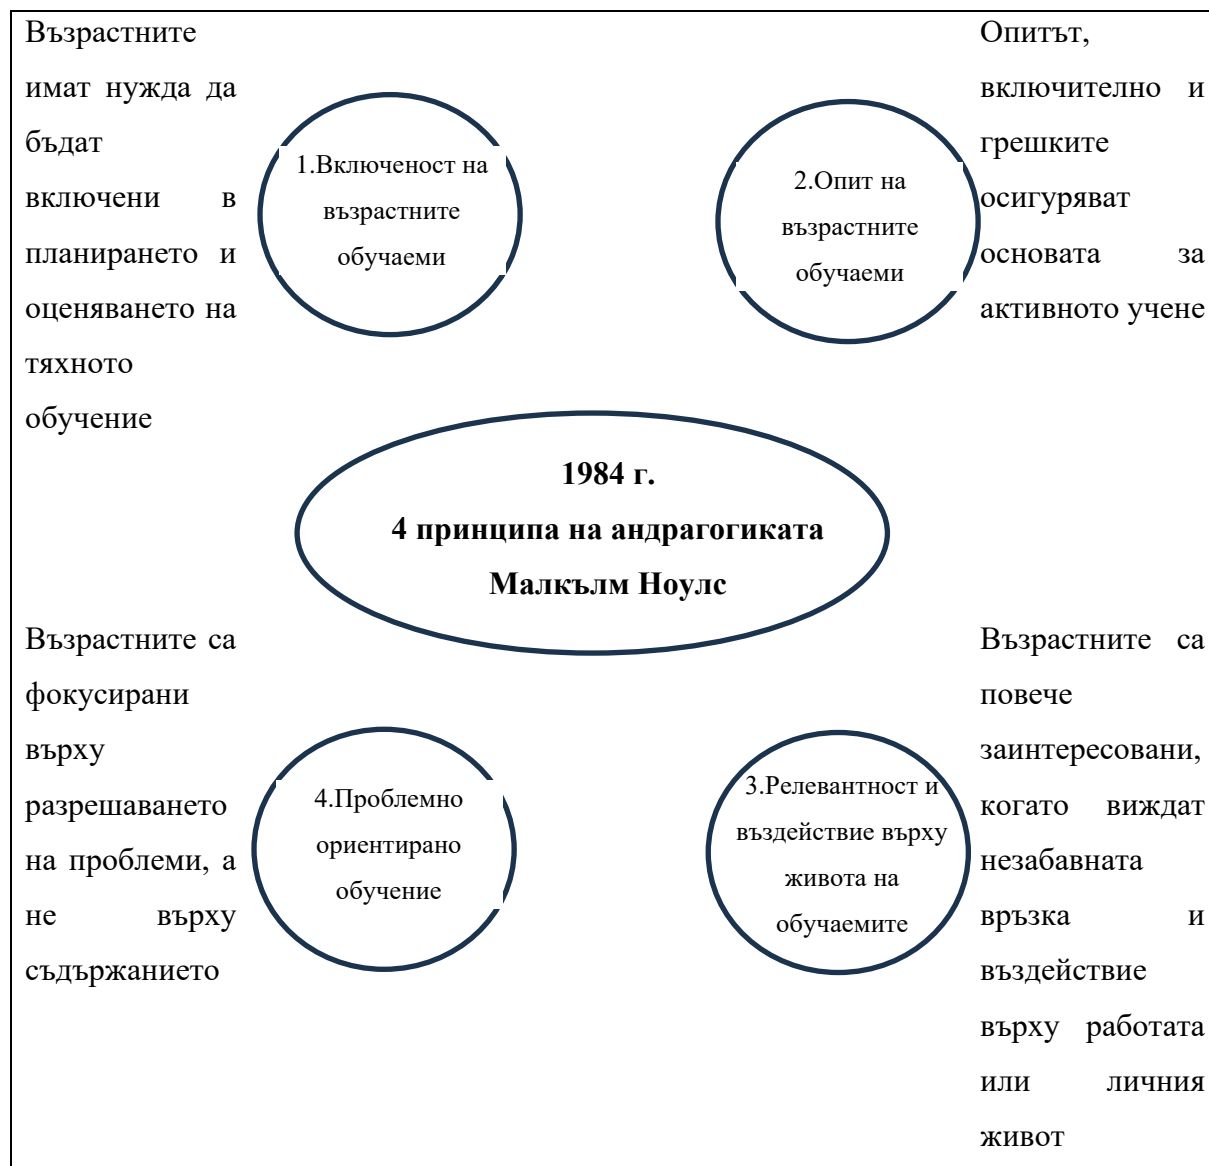 Възрастните
имат нужда да
бъдат
включени в
планирането и
оценяването на
тяхното
обучение
1.Включеност на
възрастните
обучаеми
2.Опит на
възрастните
обучаеми
Опитът,
включително и
грешките
осигуряват
основата за
активното учене
1984 г.
4 принципа на андрагогиката
Малкълм Ноулс
Възрастните са
фокусирани
върху
разрешаването
на проблеми, а
не върху
съдържанието
4.Проблемно
ориентирано
обучение
3.Релевантност и
въздействие върху
живота на
обучаемите
Възрастните са
повече
заинтересовани,
когато виждат
незабавната
връзка и
въздействие
върху работата
или личния
живот